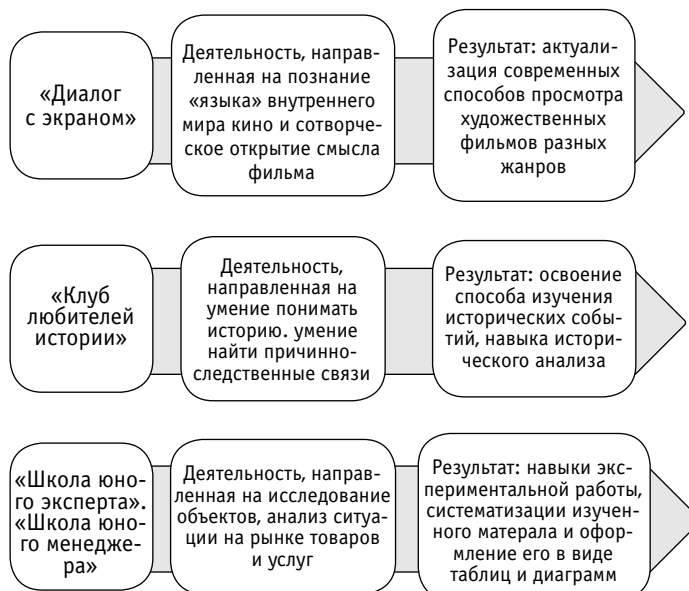 «Диалог
с экраном»
Деятельность, направ-
ленная на познание
«языка» внутреннего
мира кино и сотворче-
ское открытие смысла
фильма
Результат: актуали-
зация современных
способов просмотра
художественных
фильмов разных
жанров
«Клуб
любителей
истории»
Деятельность,
направленная на
умение понимать
историю. умение
найти причинно-
следственные связи
Результат: освоение
способа изучения
исторических собы-
тий, навыка истори-
ческого анализа
«Школа юно-
го эксперта».
«Школа юно-
го менедже-
ра»
Деятельность, направ-
ленная на исследование
объектов, анализ ситуа-
ции на рынке товаров
и услуг
Результат: навыки экс-
периментальной работы,
систематизации изучен-
ного матерала и офор-
мление его в виде
таблиц и диаграмм